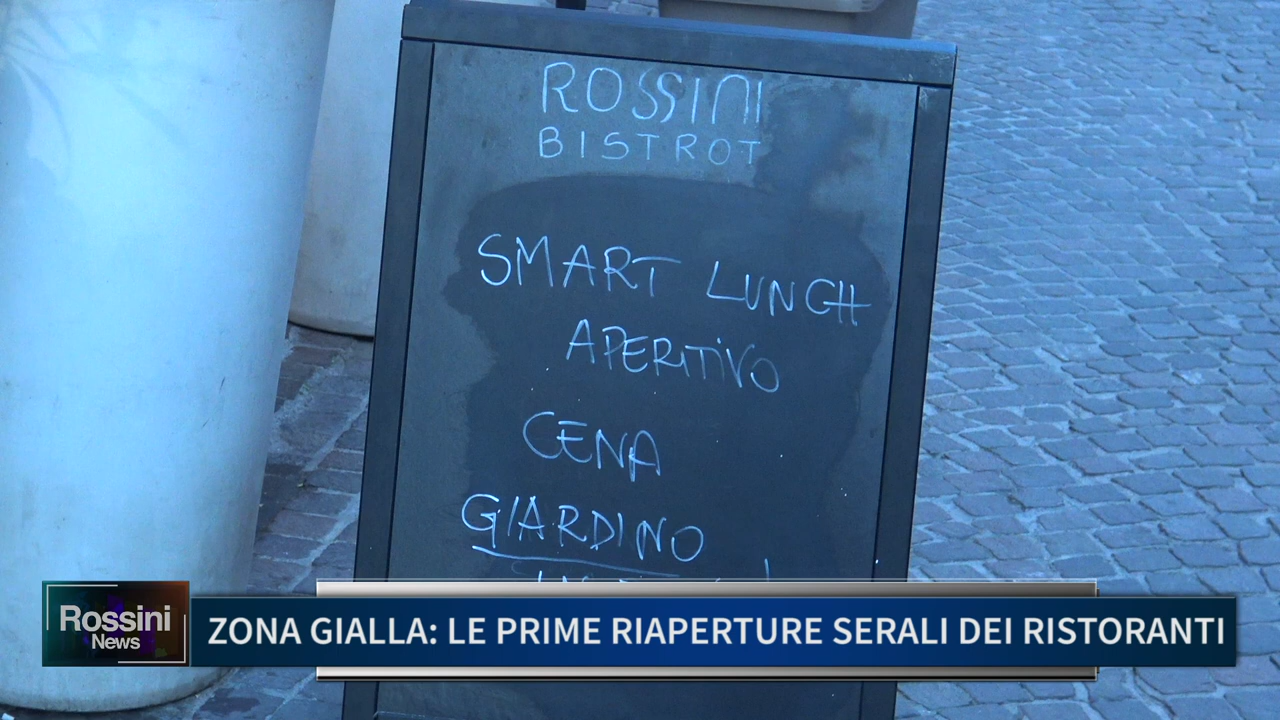 ROSSINI
BISTROT
SMART LUNCH
APERITIVO
CENA
GIARDINO
Rossini
News
ZONA GIALLA: LE PRIME RIAPERTURE SERALI DEI RISTORANTI